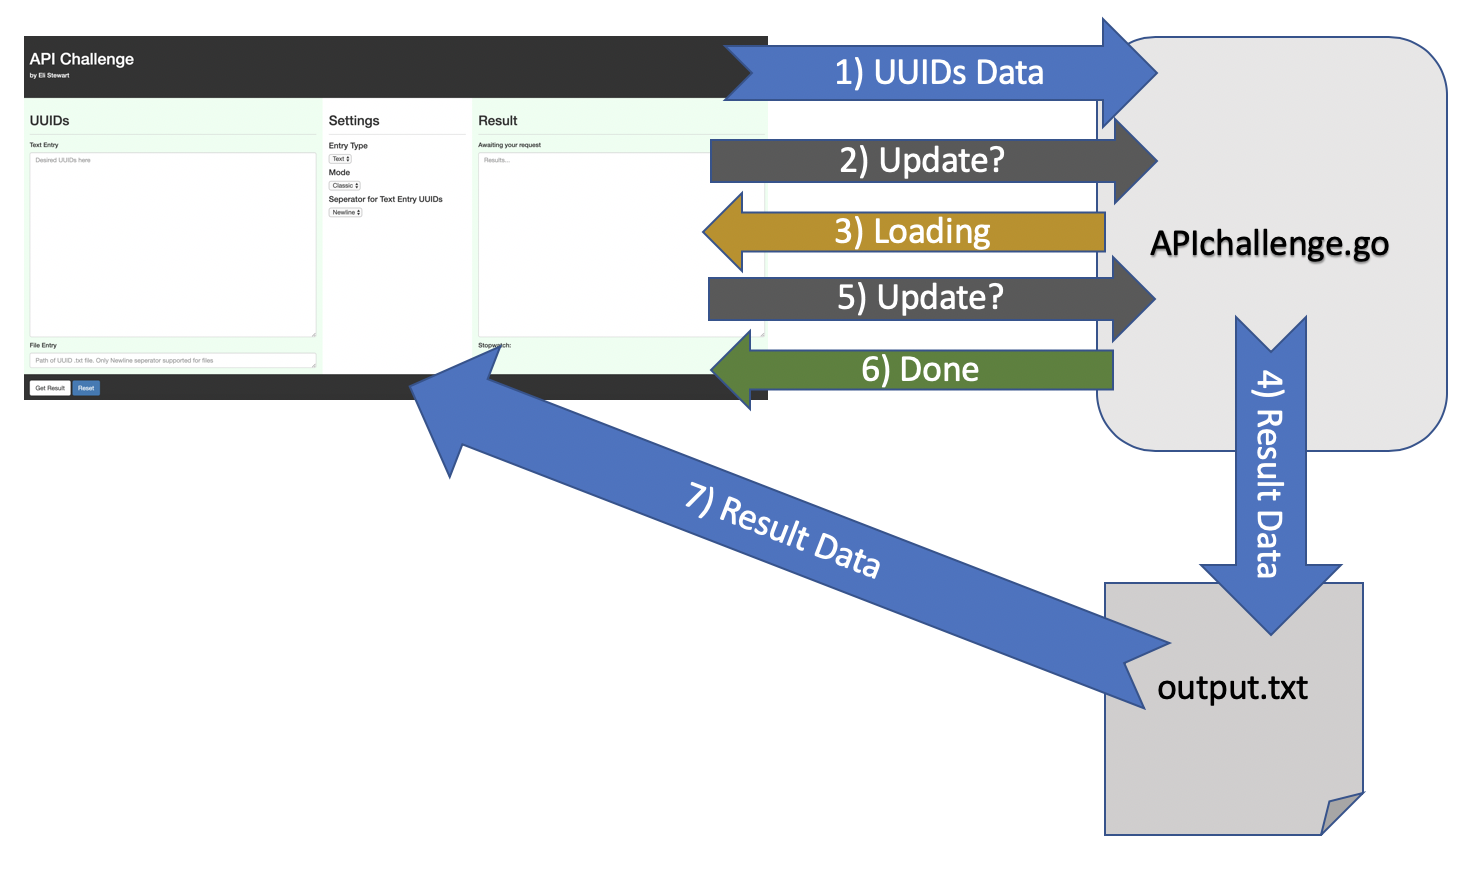 API Challenge
by Eli Stewart
UUIDs
Text Entry
Desired UUIDs here
File Entry
Path of UUID .txt file. Only Newline seperator supported for files
Get Result
Reset
Settings
Entry Type
Text
Mode
Classic
Seperator for Text Entry UUIDs
Newline
Result
Awaiting your request
Results...
Stopwatch:
1) UUIDs Data
2) Update?
3) Loading
5) Update?
6) Done
APIchallenge.go
4) Result Data
7) Result Data
output.txt